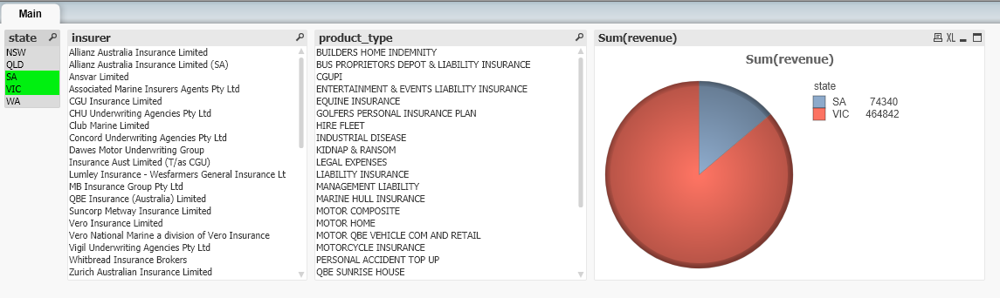 Main
state
NSW
QLD
SA
VIC
WA
insurer
Allianz Australia Insurance Limited
Allianz Australia Insurance Limited (SA)
Ansvar Limited
Associated Marine Insurers Agents Pty Ltd
CGU Insurance Limited
CHU Underwriting Agencies Pty Ltd
Club Marine Limited
Concord Underwriting Agencies Pty Ltd
Dawes Motor Underwriting Group
Insurance Aust Limited (T/as CGU)
Lumley Insurance - Wesfarmers General Insurance Lt
MB Insurance Group Pty Ltd
QBE Insurance (Australia) Limited
Suncorp Metway Insurance Limited
Vero Insurance Limited
Vero National Marine a division of Vero Insurance
Vigil Underwriting Agencies Pty Ltd
Whitbread Insurance Brokers
Zurich Australian Insurance Limited
product_type
BUILDERS HOME INDEMNITY
BUS PROPRIETORS DEPOT & LIABILITY INSURANCE
CGUPI
ENTERTAINMENT & EVENTS LIABILITY INSURANCE
EQUINE INSURANCE
GOLFERS PERSONAL INSURANCE PLAN
HIRE FLEET
INDUSTRIAL DISEASE
KIDNAP & RANSOM
LEGAL EXPENSES
LIABILITY INSURANCE
MANAGEMENT LIABILITY
MARINE HULL INSURANCE
MOTOR COMPOSITE
MOTOR HOME
MOTOR QBE VEHICLE COM AND RETAIL
MOTORCYCLE INSURANCE
PERSONAL ACCIDENT TOP UP
QBE SUNRISE HOUSE
Sum(revenue)
XL
Sum(revenue)
state
SA 74340
VIC 464842